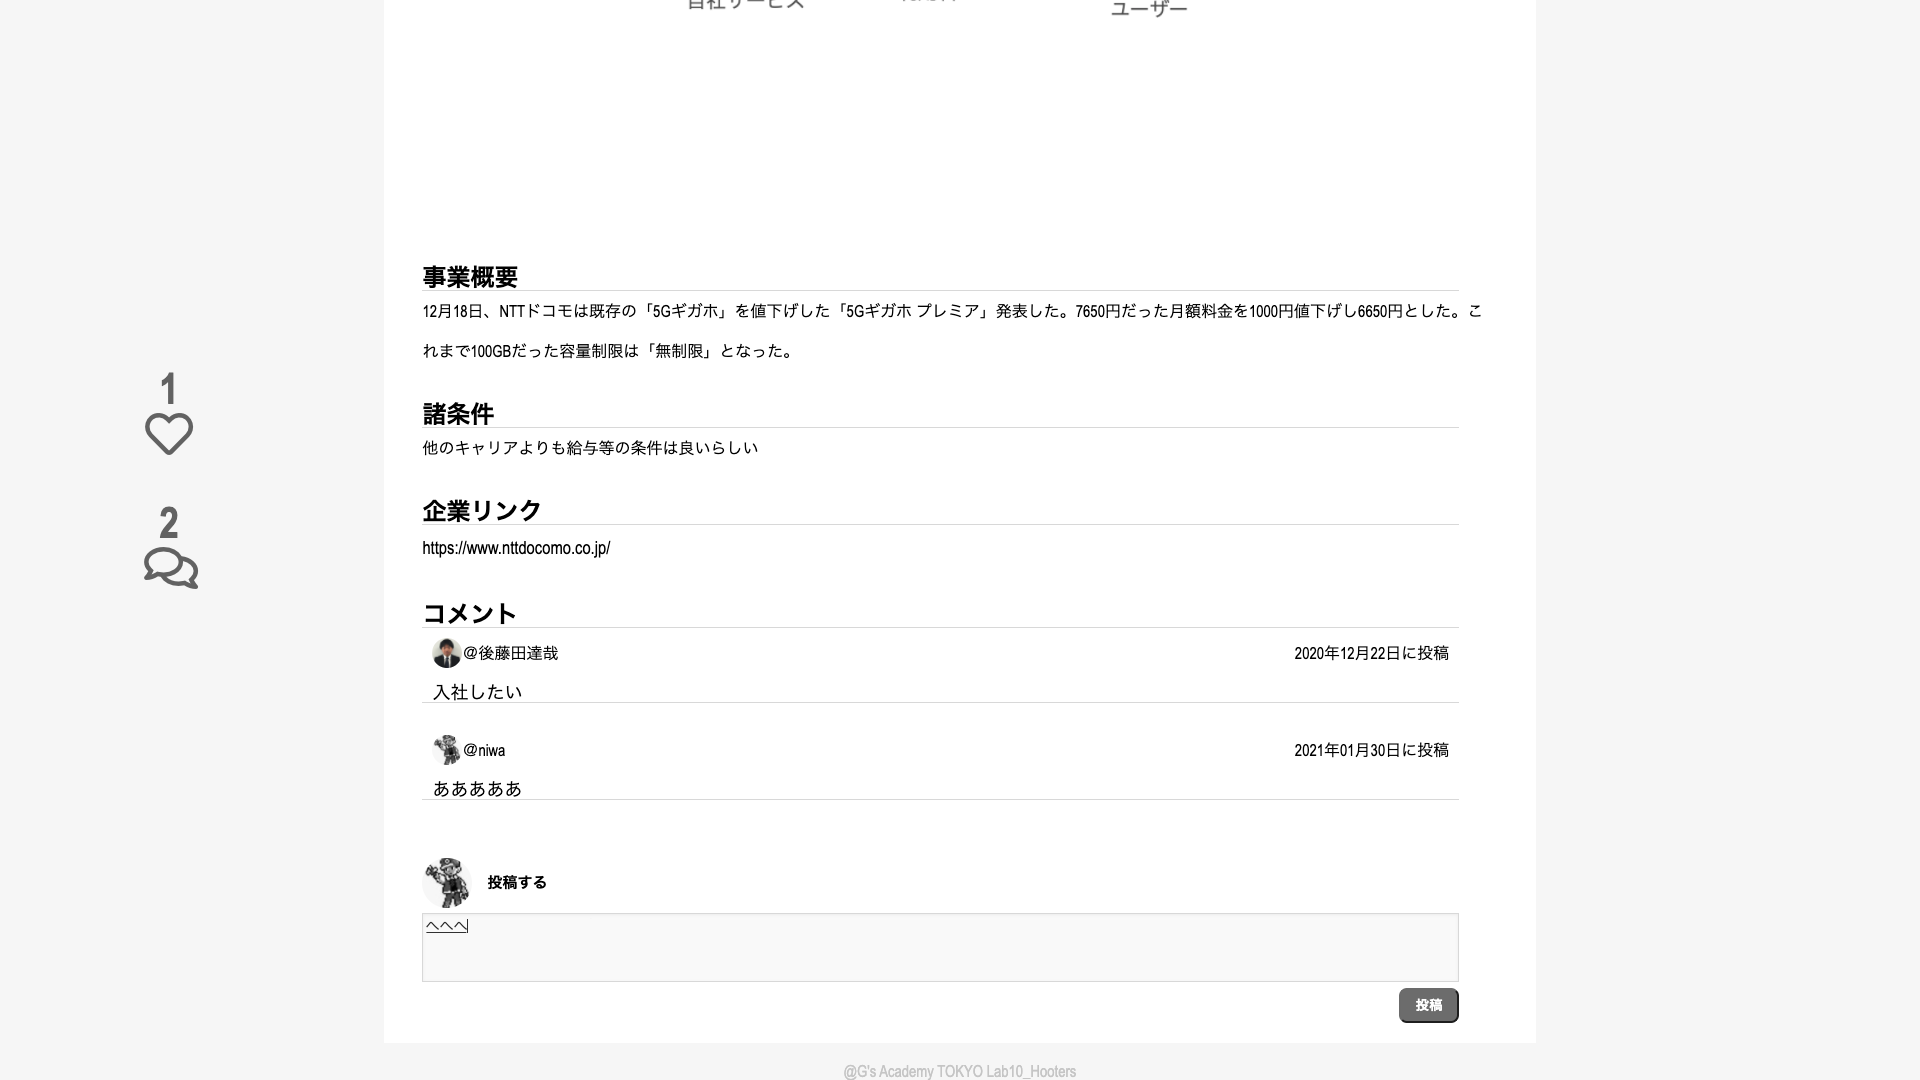 自社サービス
ユーザー
事業概要
12月18日、NTTドコモは既存の「5Gギガホ」を値下げした「5Gギガホ プレミア」発表した。7650円だった月額料金を1000円値下げし6650円とした。こ
れまで100GBだった容量制限は「無制限」となった。
1
諸条件
他のキャリアよりも給与等の条件は良いらしい
企業リンク
2
https://www.nttdocomo.co.jp/
コメント
@後藤田達哉 2020年12月22日に投稿
入社したい
@niwa 2021年01月30日に投稿
あああああ
投稿する
へへへ
投稿
@G's Academy TOKYO Lab10_Hooters